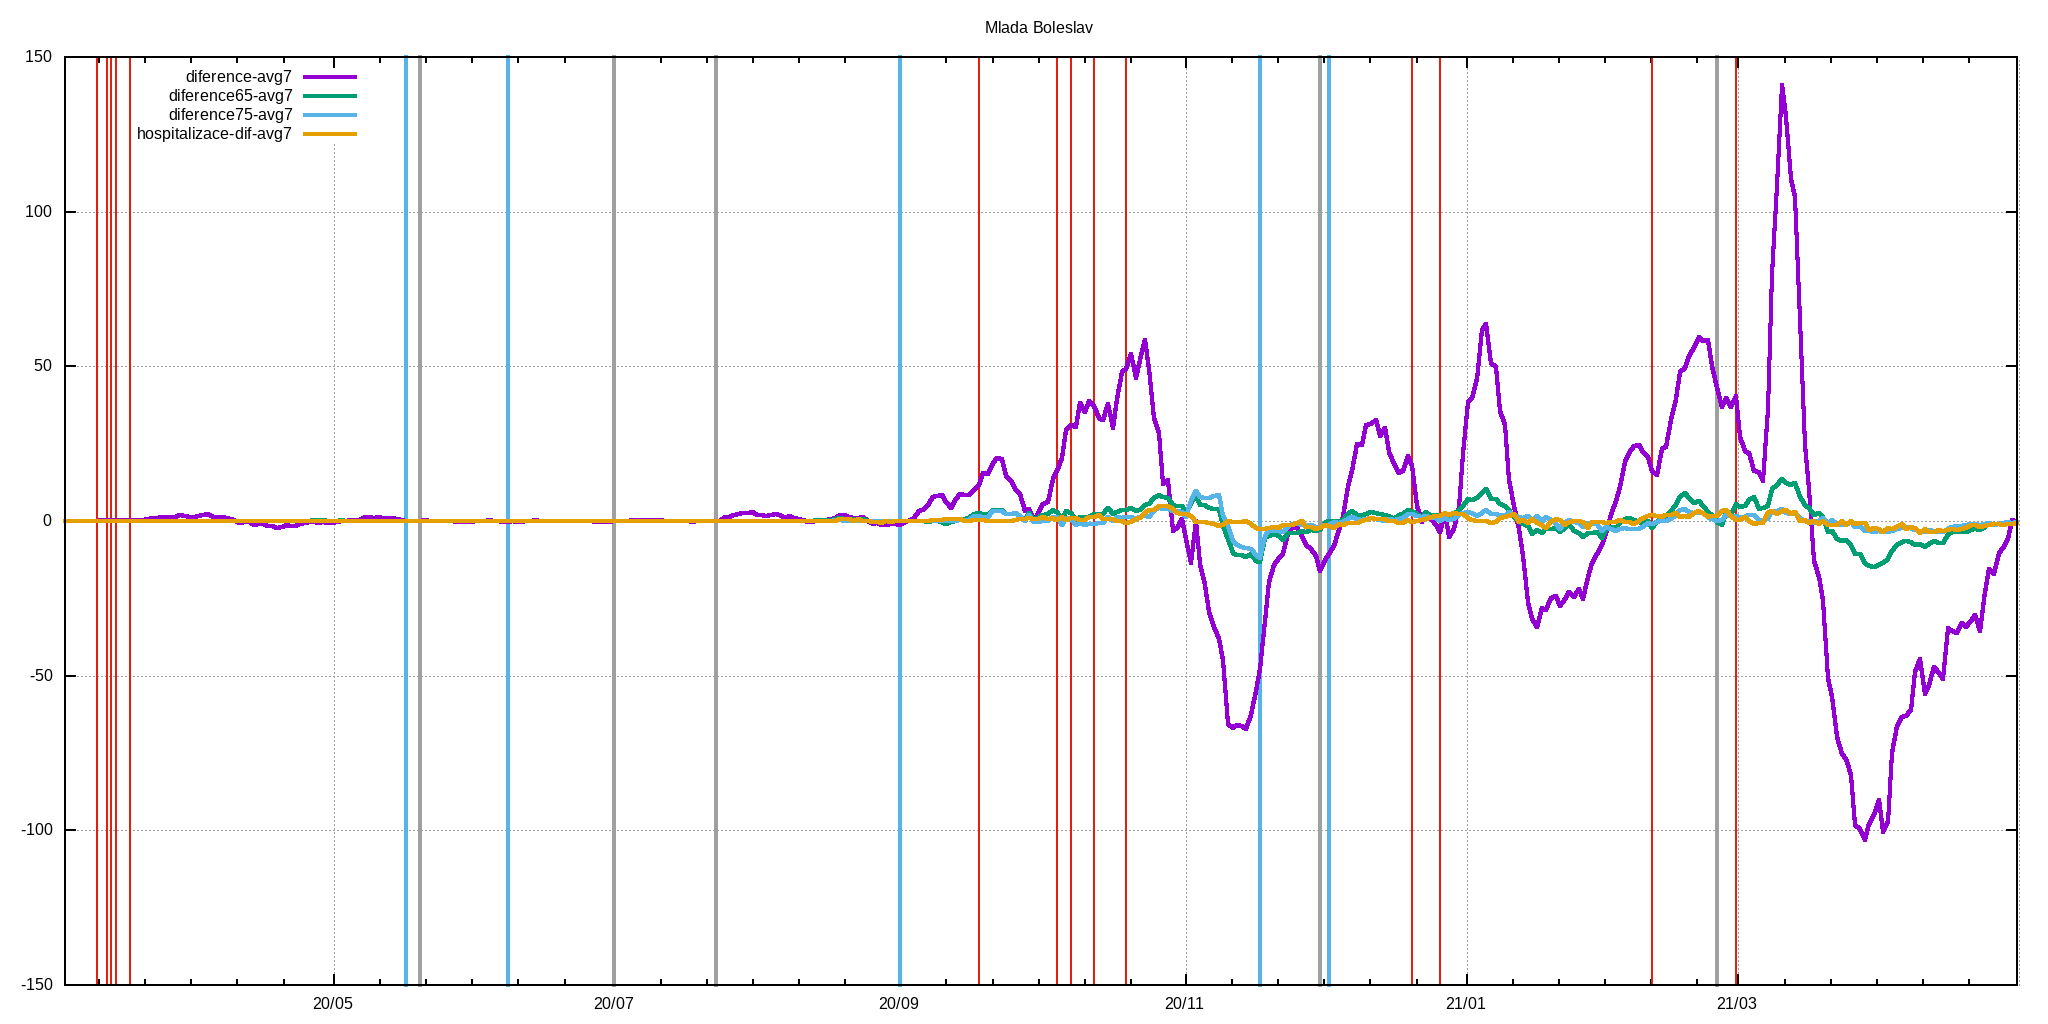 Mlada Boleslav
150
100
50
0
-50
-100
-150
diference-avg7
diference65-avg7
diference75-avg7
hospitalizace-dif-avg7
20/05
20/07
20/09
20/11
21/01
21/03